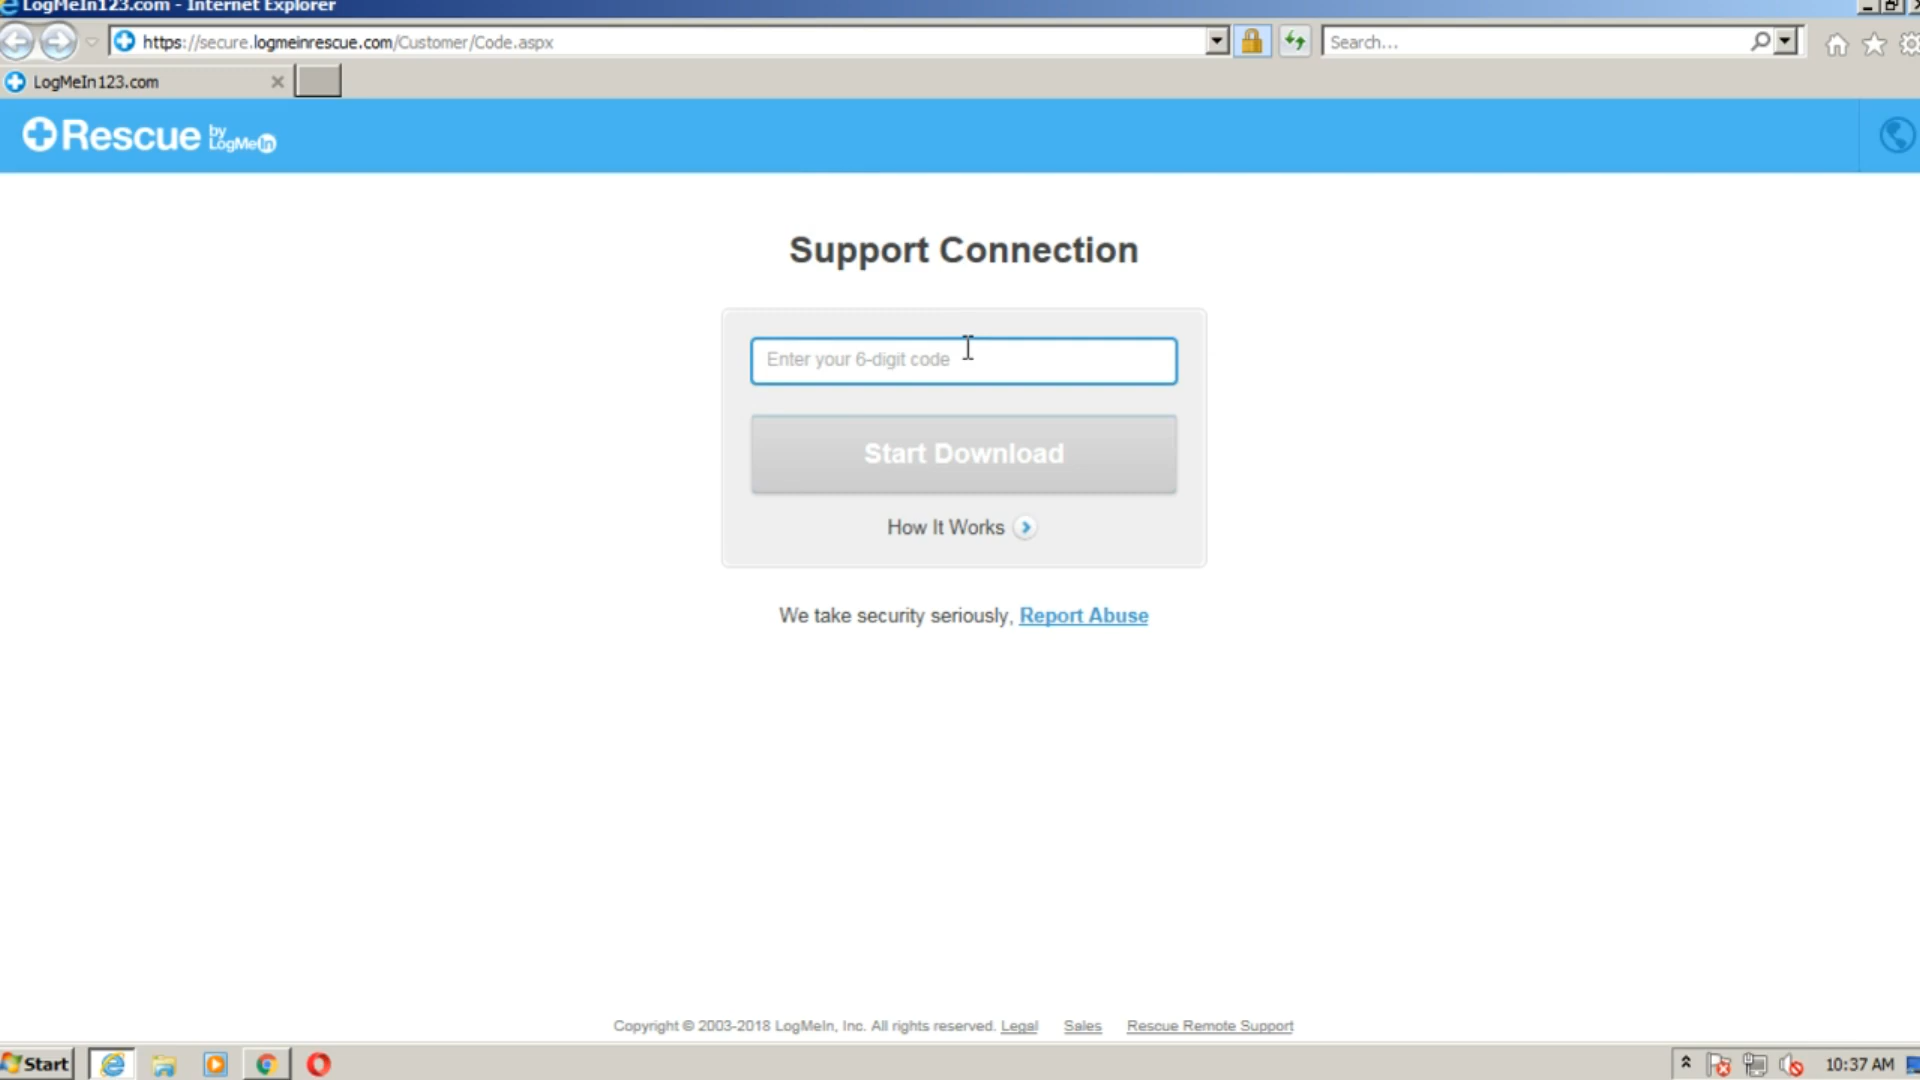 LogMeIn123.com - Internet Explorer
https://secure.logmeinrescue.com/Customer/Code.aspx
Search...
LogMeIn123.com
Rescue by LogMeIn
Support Connection
Enter your 6-digit code
Start Download
How It Works
We take security seriously, Report Abuse
Copyright © 2003-2018 LogMeIn, Inc. All rights reserved. Legal Sales Rescue Remote Support
Start
10:37 AM